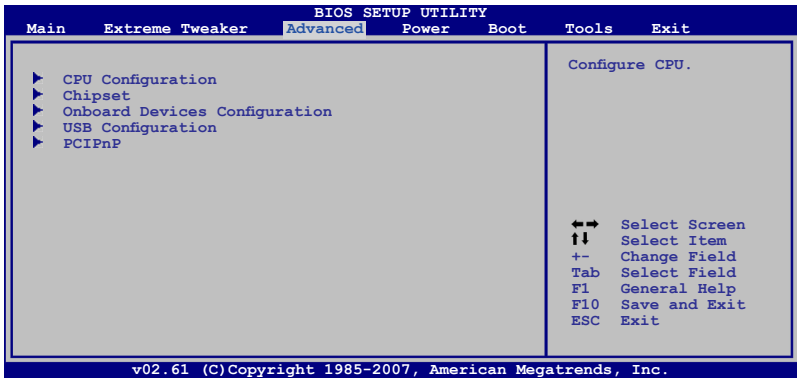 BIOS SETUP UTILITY
Main Extreme Tweaker Advanced Power Boot Tools Exit
CPU Configuration
Chipset
Onboard Devices Configuration
USB Configuration
PCIPnP
Configure CPU.
←→ Select Screen
↑↓ Select Item
+- Change Field
Tab Select Field
F1 General Help
F10 Save and Exit
ESC Exit
v02.61 (C)Copyright 1985-2007, American Megatrends, Inc.